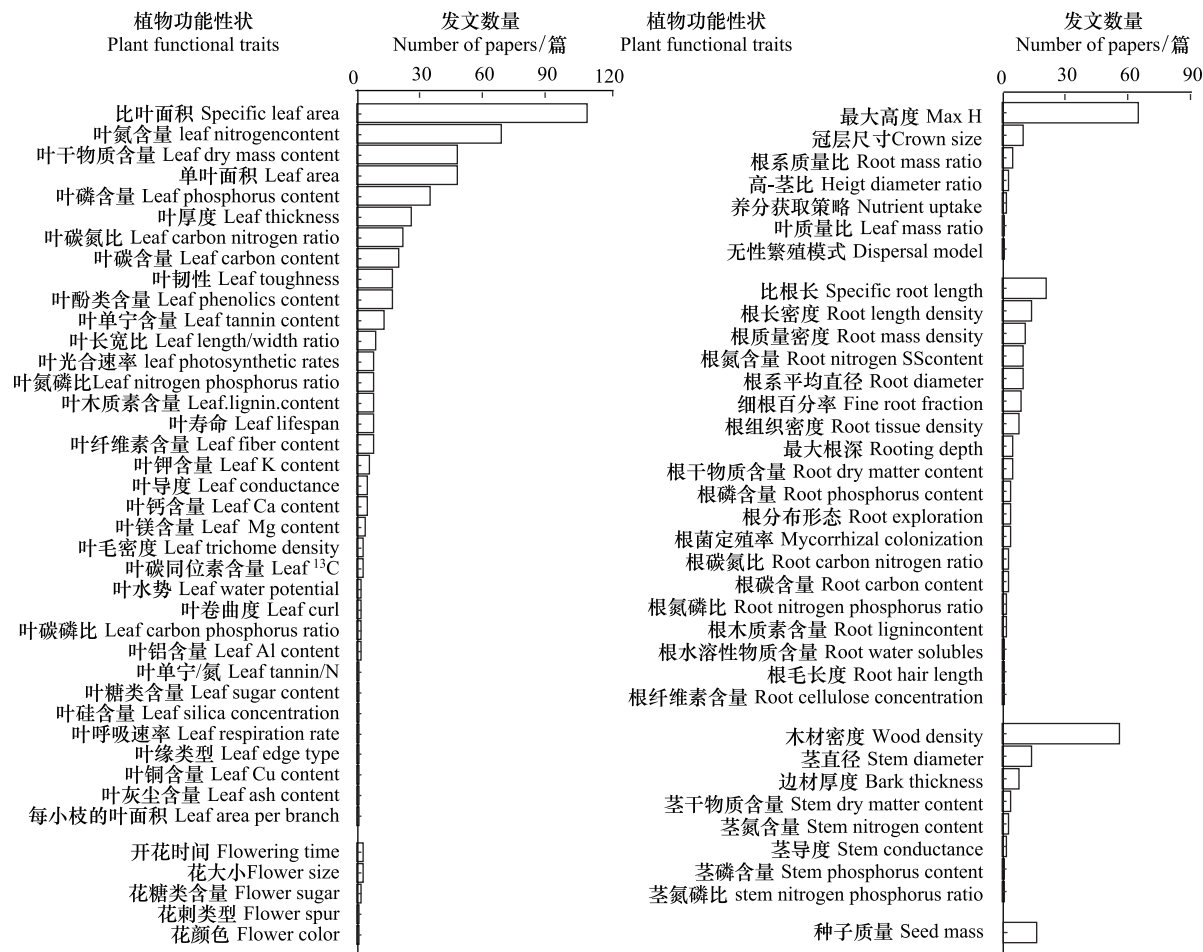 植物功能性状
Plant functional traits
发文数量
Number of papers/篇
0 30 60 90 120
比叶面积 Specific leaf area
叶氮含量 leaf nitrogencontent
叶干物质含量 Leaf dry mass content
单叶面积 Leaf area
叶磷含量 Leaf phosphorus content
叶厚度 Leaf thickness
叶碳氮比 Leaf carbon nitrogen ratio
叶碳含量 Leaf carbon content
叶韧性 Leaf toughness
叶酚类含量 Leaf phenolics content
叶单宁含量 Leaf tannin content
叶长宽比 Leaf length/width ratio
叶光合速率 leaf photosynthetic rates
叶氮磷比Leaf nitrogen phosphorus ratio
叶木质素含量 Leaf.lignin.content
叶寿命 Leaf lifespan
叶纤维素含量 Leaf fiber content
叶钾含量 Leaf K content
叶导度 Leaf conductance
叶钙含量 Leaf Ca content
叶镁含量 Leaf Mg content
叶毛密度 Leaf trichome density
叶碳同位素含量 Leaf ¹³C
叶水势 Leaf water potential
叶卷曲度 Leaf curl
叶碳磷比 Leaf carbon phosphorus ratio
叶铝含量 Leaf Al content
叶单宁/氮 Leaf tannin/N
叶糖类含量 Leaf sugar content
叶硅含量 Leaf silica concentration
叶呼吸速率 Leaf respiration rate
叶缘类型 Leaf edge type
叶铜含量 Leaf Cu content
叶灰尘含量 Leaf ash content
每小枝的叶面积 Leaf area per branch
开花时间 Flowering time
花大小Flower size
花糖类含量 Flower sugar
花刺类型 Flower spur
花颜色 Flower color
植物功能性状
Plant functional traits
发文数量
Number of papers/篇
0 30 60 90
最大高度 Max H
冠层尺寸Crown size
根系质量比 Root mass ratio
高-茎比 Heigt diameter ratio
养分获取策略 Nutrient uptake
叶质量比 Leaf mass ratio
无性繁殖模式 Dispersal model
比根长 Specific root length
根长密度 Root length density
根质量密度 Root mass density
根氮含量 Root nitrogen SScontent
根系平均直径 Root diameter
细根百分率 Fine root fraction
根组织密度 Root tissue density
最大根深 Rooting depth
根干物质含量 Root dry matter content
根磷含量 Root phosphorus content
根分布形态 Root exploration
根菌定殖率 Mycorrhizal colonization
根碳氮比 Root carbon nitrogen ratio
根碳含量 Root carbon content
根氮磷比 Root nitrogen phosphorus ratio
根木质素含量 Root lignincontent
根水溶性物质含量 Root water solubles
根毛长度 Root hair length
根纤维素含量 Root cellulose concentration
木材密度 Wood density
茎直径 Stem diameter
边材厚度 Bark thickness
茎干物质含量 Stem dry matter content
茎氮含量 Stem nitrogen content
茎导度 Stem conductance
茎磷含量 Stem phosphorus content
茎氮磷比 stem nitrogen phosphorus ratio
种子质量 Seed mass